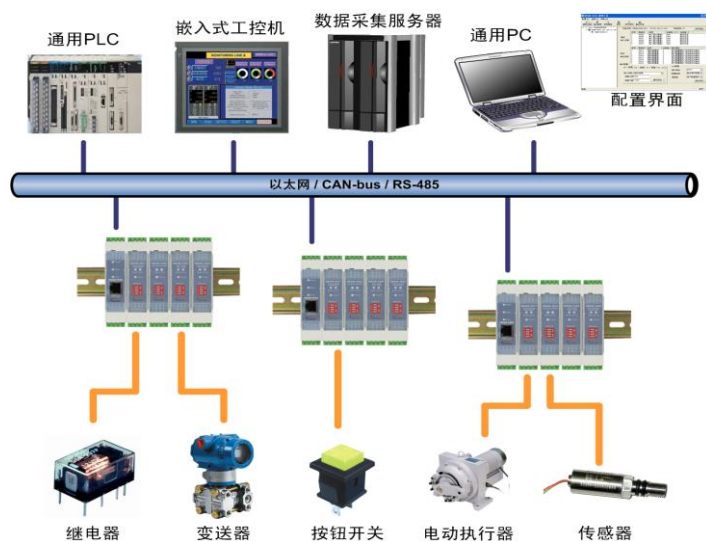 通用PLC
嵌入式工控机
数据采集服务器
通用PC
配置界面
以太网 / CAN-bus / RS-485
继电器
变送器
按钮开关
电动执行器
传感器